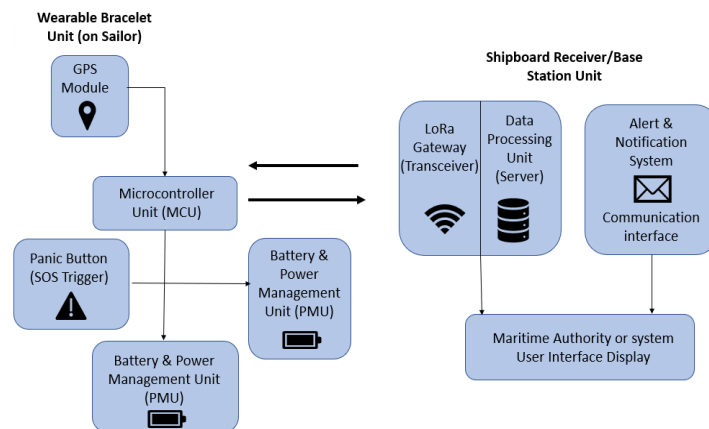 Wearable Bracelet
Unit (on Sailor)
GPS
Module
Microcontroller
Unit (MCU)
Panic Button
(SOS Trigger)
Battery &
Power
Management
Unit (PMU)
Battery & Power
Management Unit
(PMU)
Shipboard Receiver/Base
Station Unit
LoRa
Gateway
(Transceiver)
Data
Processing
Unit
(Server)
Alert &
Notification
System
Communication
interface
Maritime Authority or system
User Interface Display